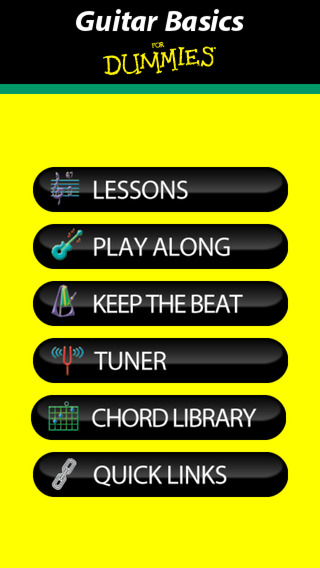 Guitar Basics
FOR
DUMMIES
LESSONS
PLAY ALONG
KEEP THE BEAT
TUNER
CHORD LIBRARY
QUICK LINKS